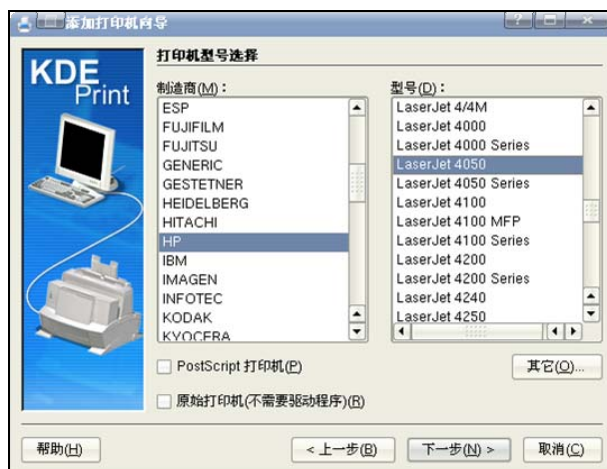 添加打印机向导
KDE
Print
打印机型号选择
制造商(M)：
ESP
FUJIFILM
FUJITSU
GENERIC
GESTETNER
HEIDELBERG
HITACHI
HP
IBM
IMAGEN
INFOTEC
KODAK
KYOCERA
型号(D)：
LaserJet 4/4M
LaserJet 4000
LaserJet 4000 Series
LaserJet 4050
LaserJet 4050 Series
LaserJet 4100
LaserJet 4100 MFP
LaserJet 4100 Series
LaserJet 4200
LaserJet 4200 Series
LaserJet 4240
LaserJet 4250
PostScript 打印机(P)
其它(O)...
原始打印机(不需要驱动程序)(R)
帮助(H)
< 上一步(B)
下一步(N) >
取消(C)